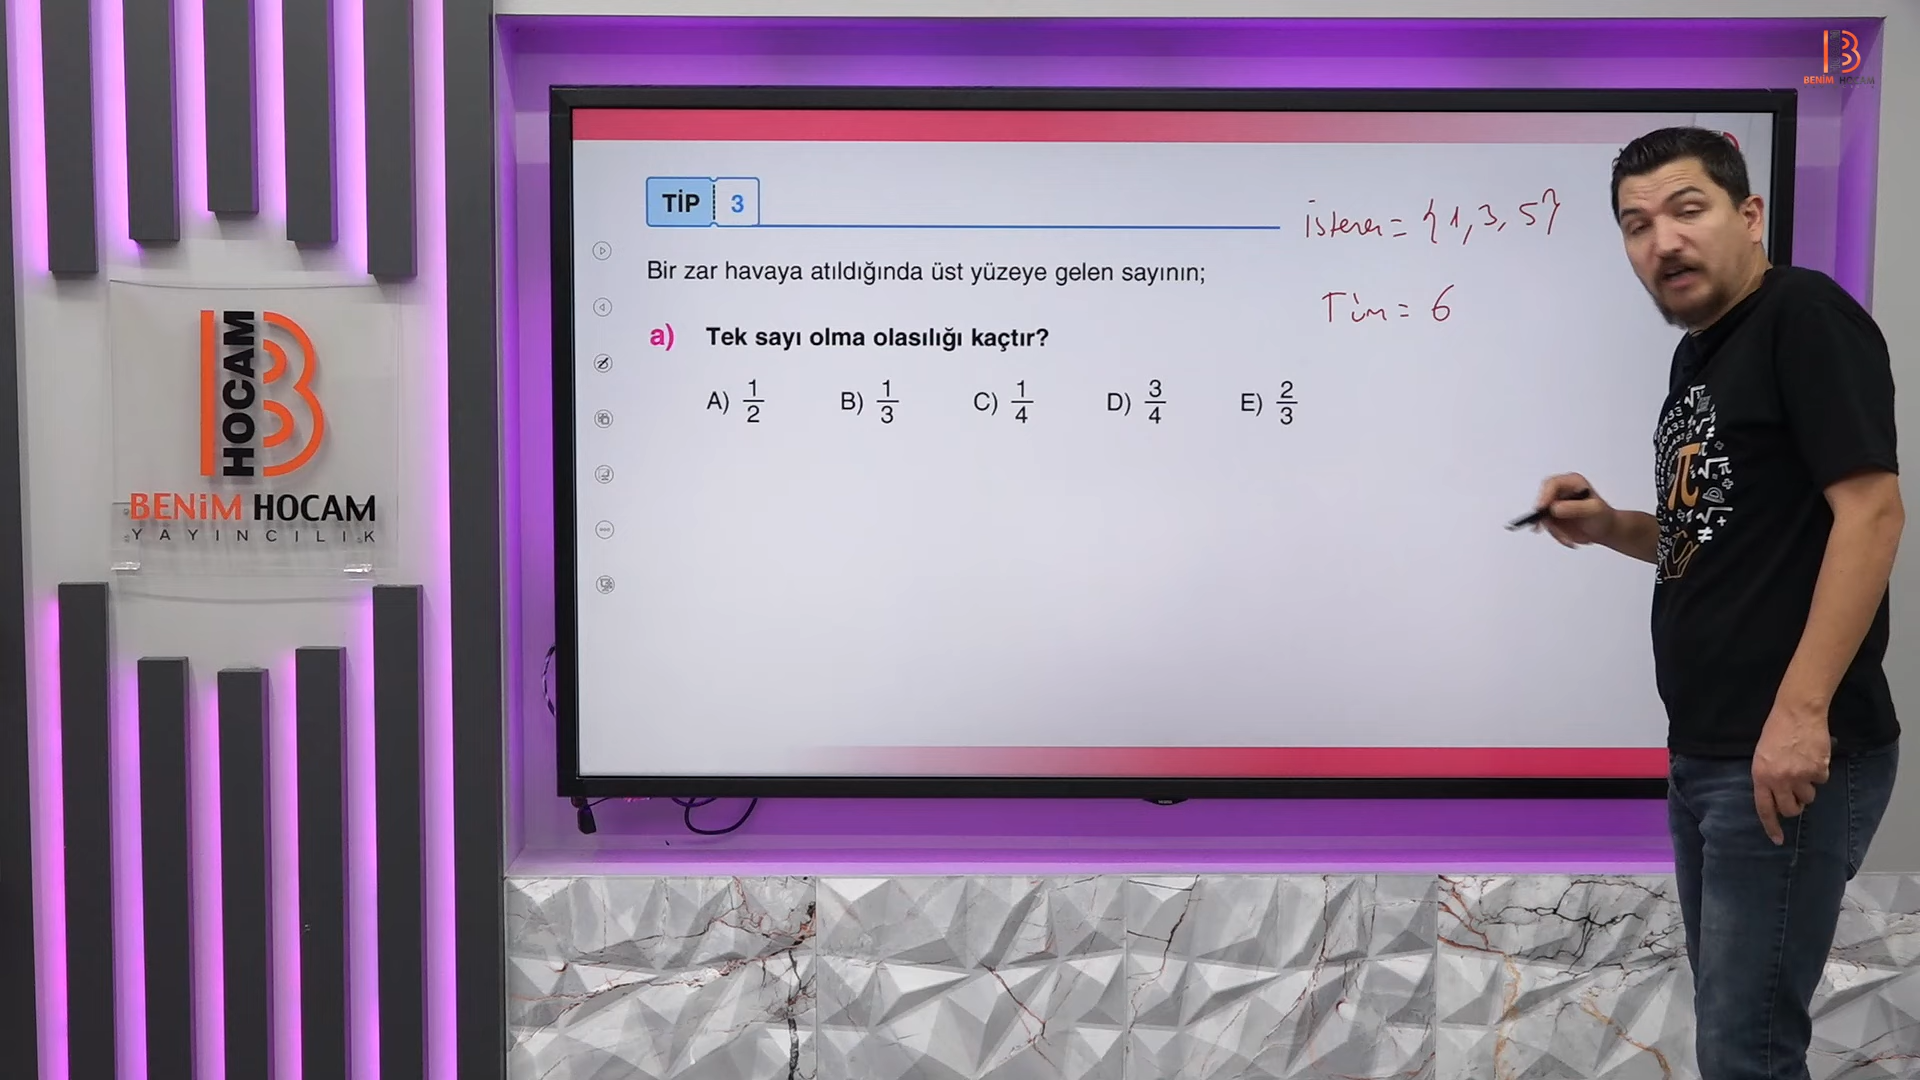 BENİM HOCAM
TİP 3
İstenen = {1, 3, 5}
Bir zar havaya atıldığında üst yüzeye gelen sayının;
Tüm = 6
a) Tek sayı olma olasılığı kaçtır?
A) 1/2 B) 1/3 C) 1/4 D) 3/4 E) 2/3
HOCAM
BENİM HOCAM
YAYINCILIK